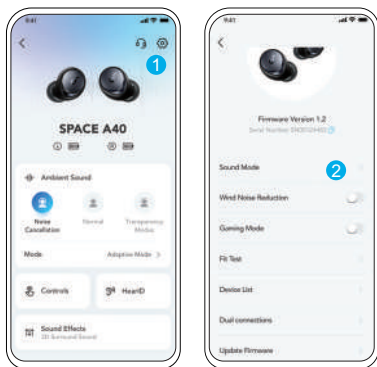 9:41
1
SPACE A40
Ambient Sound
Noise Cancellation
Normal
Transparency Modus
Mode
Adaptive Mode >
Controls
HearID
Sound Effects
3D Surround Sound
9:41
Firmware Version 1.2
Sound Mode
2
Wind Noise Reduction
Gaming Mode
Fit Test
Device List
Dual connections
Update Firmware